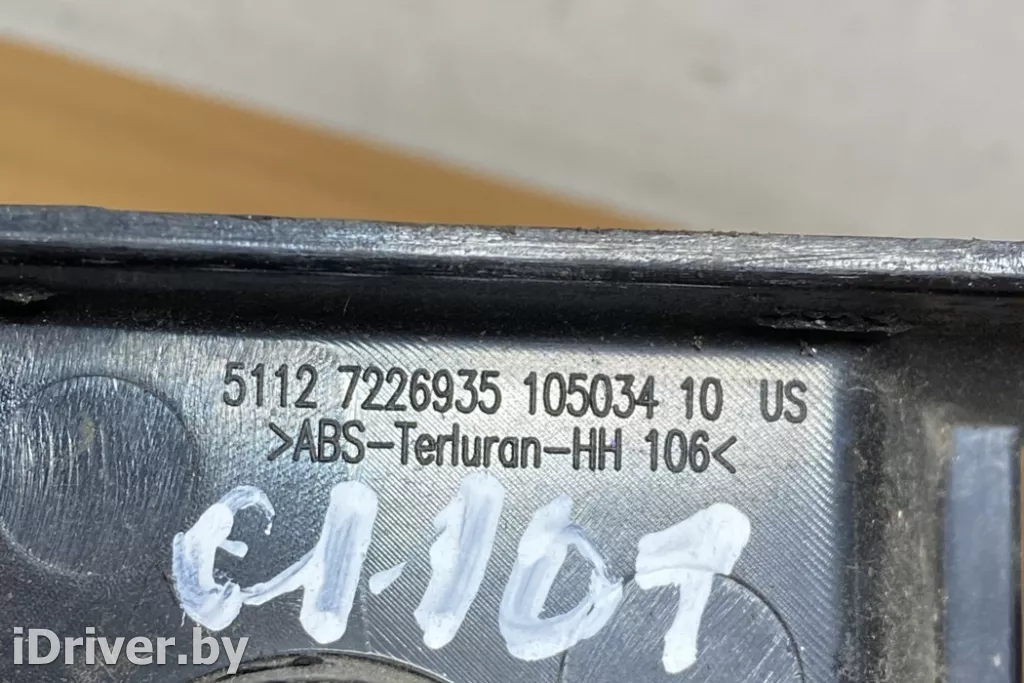 5112 7226935 105034 10 US
>ABS-Terluran-HH 106<
iDriver.by